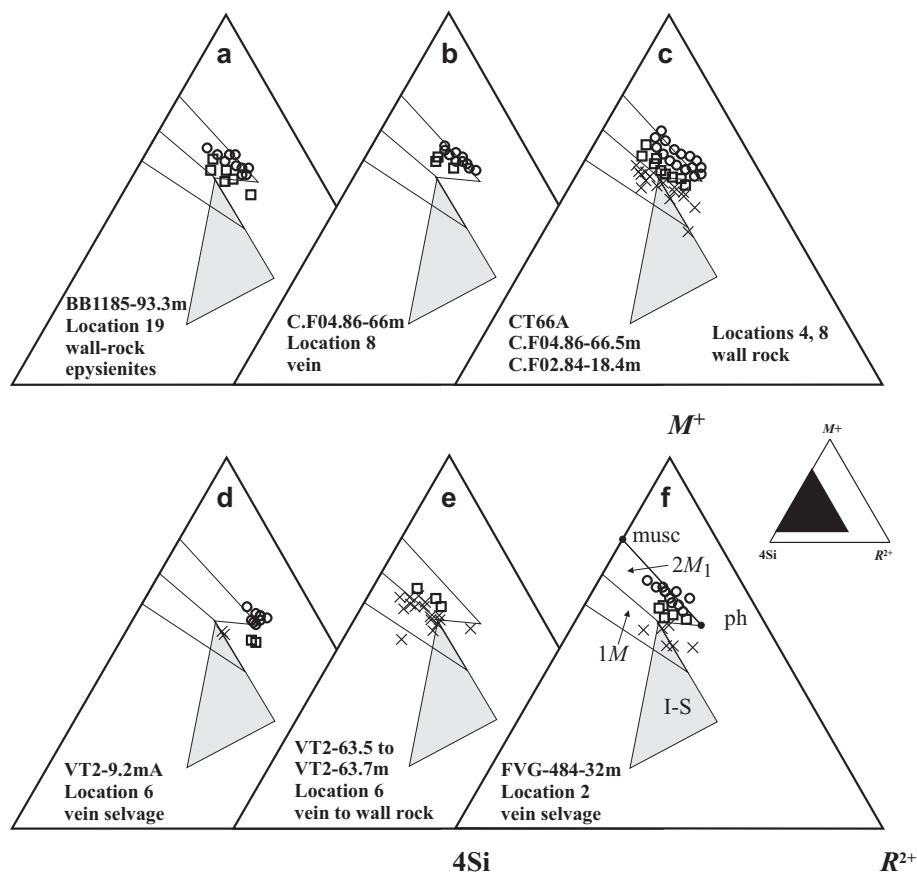 a
b
c
BB1185-93.3m
Location 19
wall-rock
epysienites
C.F04.86-66m
Location 8
vein
CT66A
C.F04.86-66.5m
C.F02.84-18.4m
Locations 4, 8
wall rock
M+
M+
4Si
R2+
d
e
f
musc
2M1
ph
1M
I-S
VT2-9.2mA
Location 6
vein selvage
VT2-63.5 to
VT2-63.7m
Location 6
vein to wall rock
FVG-484-32m
Location 2
vein selvage
4Si
R2+